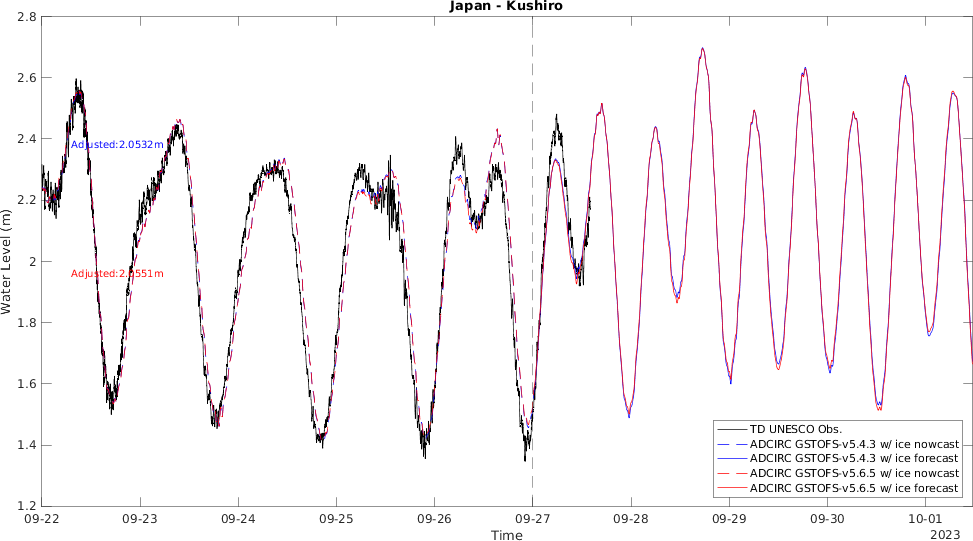 Japan - Kushiro
2.8
2.6
2.4
2.2
2
1.8
1.6
1.4
1.2
Water Level (m)
Adjusted:2.0532m
Adjusted:2.0551m
TD UNESCO Obs.
ADCIRC GSTOFS-v5.4.3 w/ ice nowcast
ADCIRC GSTOFS-v5.4.3 w/ ice forecast
ADCIRC GSTOFS-v5.6.5 w/ ice nowcast
ADCIRC GSTOFS-v5.6.5 w/ ice forecast
09-22 09-23 09-24 09-25 09-26 09-27 09-28 09-29 09-30 10-01
Time
2023